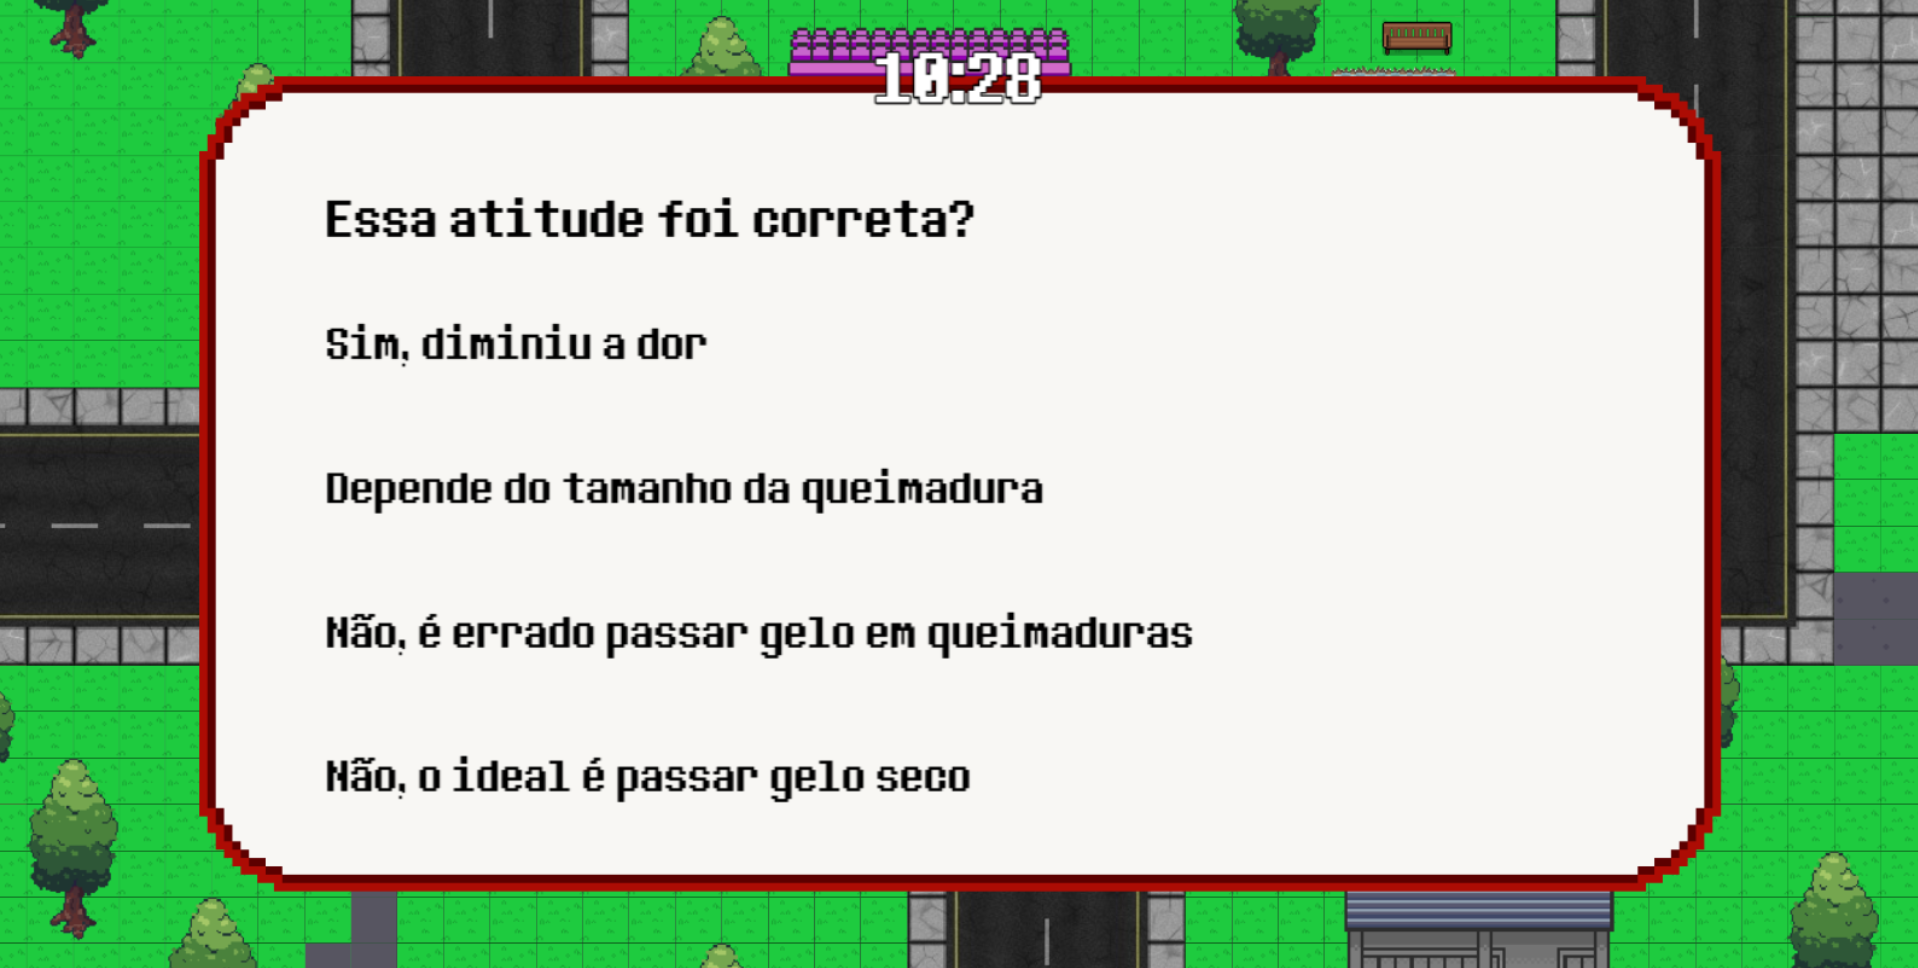 10:28
Essa atitude foi correta?
Sim, diminiu a dor
Depende do tamanho da queimadura
Não, é errado passar gelo em queimaduras
Não, o ideal é passar gelo seco